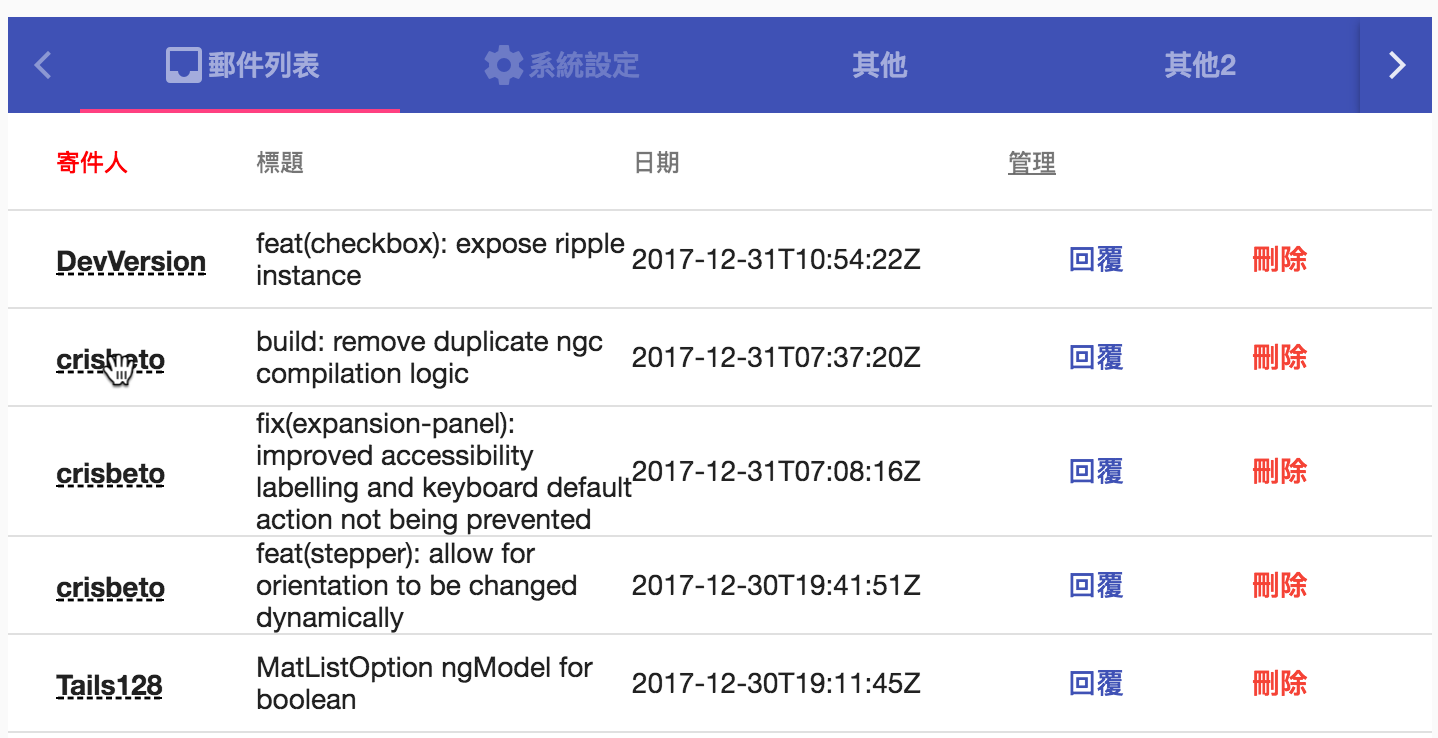 郵件列表 系統設定 其他 其他2
寄件人 標題 日期 管理
DevVersion feat(checkbox): expose ripple instance 2017-12-31T10:54:22Z 回覆 刪除
crisbeto build: remove duplicate ngc compilation logic 2017-12-31T07:37:20Z 回覆 刪除
crisbeto fix(expansion-panel): improved accessibility labelling and keyboard default action not being prevented 2017-12-31T07:08:16Z 回覆 刪除
crisbeto feat(stepper): allow for orientation to be changed dynamically 2017-12-30T19:41:51Z 回覆 刪除
Tails128 MatListOption ngModel for boolean 2017-12-30T19:11:45Z 回覆 刪除